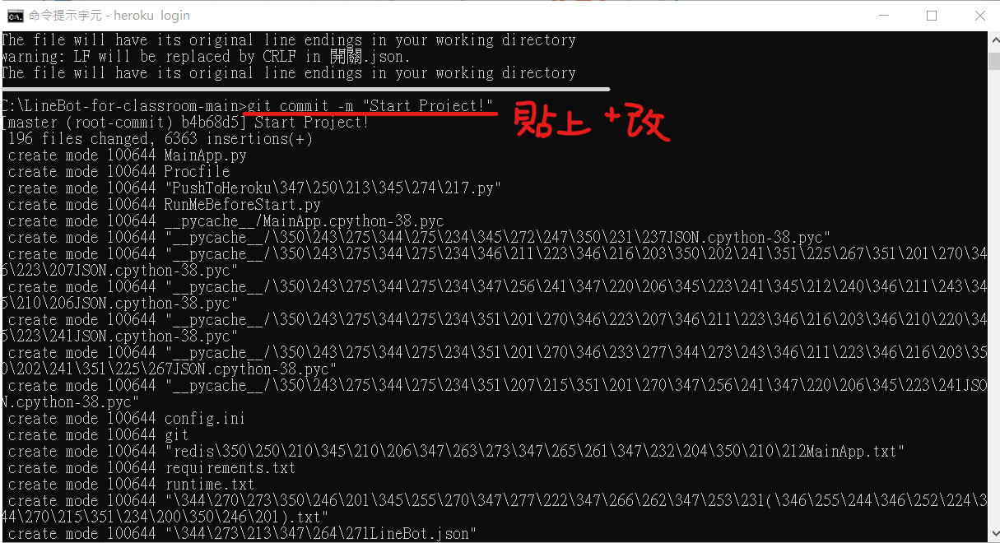 命令提示字元 - heroku login
The file will have its original line endings in your working directory
warning: LF will be replaced by CRLF in 開關.json.
The file will have its original line endings in your working directory
C:\LineBot-for-classroom-main>git commit -m "Start Project!"
貼上+改
[master (root-commit) b4b68d5] Start Project!
196 files changed, 6363 insertions(+)
create mode 100644 MainApp.py
create mode 100644 Procfile
create mode 100644 "PushToHeroku\347\250\213\345\274\217.py"
create mode 100644 RunMeBeforeStart.py
create mode 100644 __pycache__/MainApp.cpython-38.pyc
create mode 100644 "__pycache__/\350\243\275\344\275\234\345\272\247\350\231\237JSON.cpython-38.pyc"
create mode 100644 "__pycache__/\350\243\275\344\275\234\346\211\223\346\216\203\350\202\241\351\225\267\351\201\270\34
6\223\207JSON.cpython-38.pyc"
create mode 100644 "__pycache__/\350\243\275\344\275\234\347\256\241\347\220\206\345\223\241\345\212\240\346\211\243\34
5\210\206JSON.cpython-38.pyc"
create mode 100644 "__pycache__/\350\243\275\344\275\234\351\201\270\346\223\207\346\211\223\346\216\203\346\210\220\34
5\223\241JSON.cpython-38.pyc"
create mode 100644 "__pycache__/\350\243\275\344\275\234\351\201\270\346\233\277\344\273\243\346\211\223\346\216\203\35
0\202\241\351\225\267JSON.cpython-38.pyc"
create mode 100644 "__pycache__/\350\243\275\344\275\234\351\207\215\351\201\270\347\256\241\347\220\206\345\223\241JSO
N.cpython-38.pyc"
create mode 100644 config.ini
create mode 100644 git
create mode 100644 "redis\350\250\210\345\210\206\347\263\273\347\265\261\347\232\204\350\210\212MainApp.txt"
create mode 100644 requirements.txt
create mode 100644 runtime.txt
create mode 100644 "\344\270\273\350\246\201\345\255\270\347\277\222\347\266\262\347\253\231(\346\255\244\346\252\224\3
44\270\215\351\234\200\350\246\201).txt"
create mode 100644 "\344\273\213\347\264\271LineBot.json"